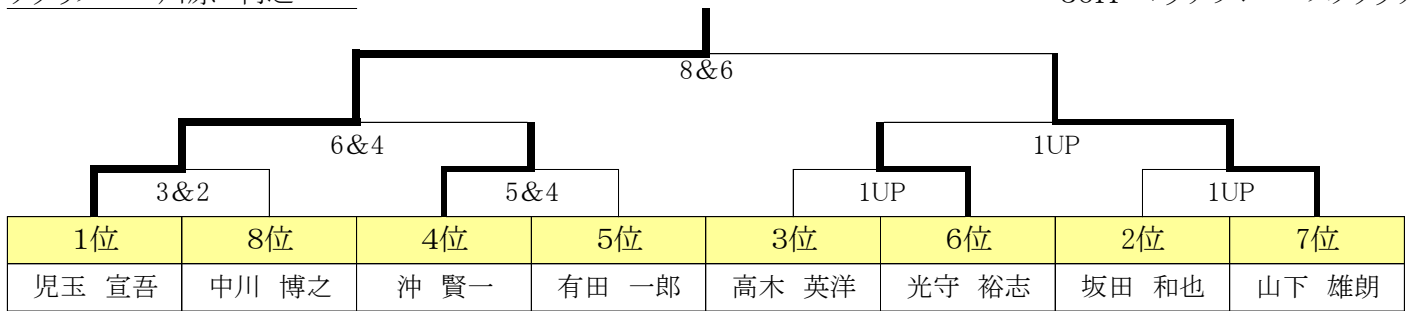 8&6
6&4
1UP
3&2
5&4
1UP
1UP
1位 8位 4位 5位 3位 6位 2位 7位
児玉 宣吾 中川 博之 沖 賢一 有田 一郎 高木 英洋 光守 裕志 坂田 和也 山下 雄朗